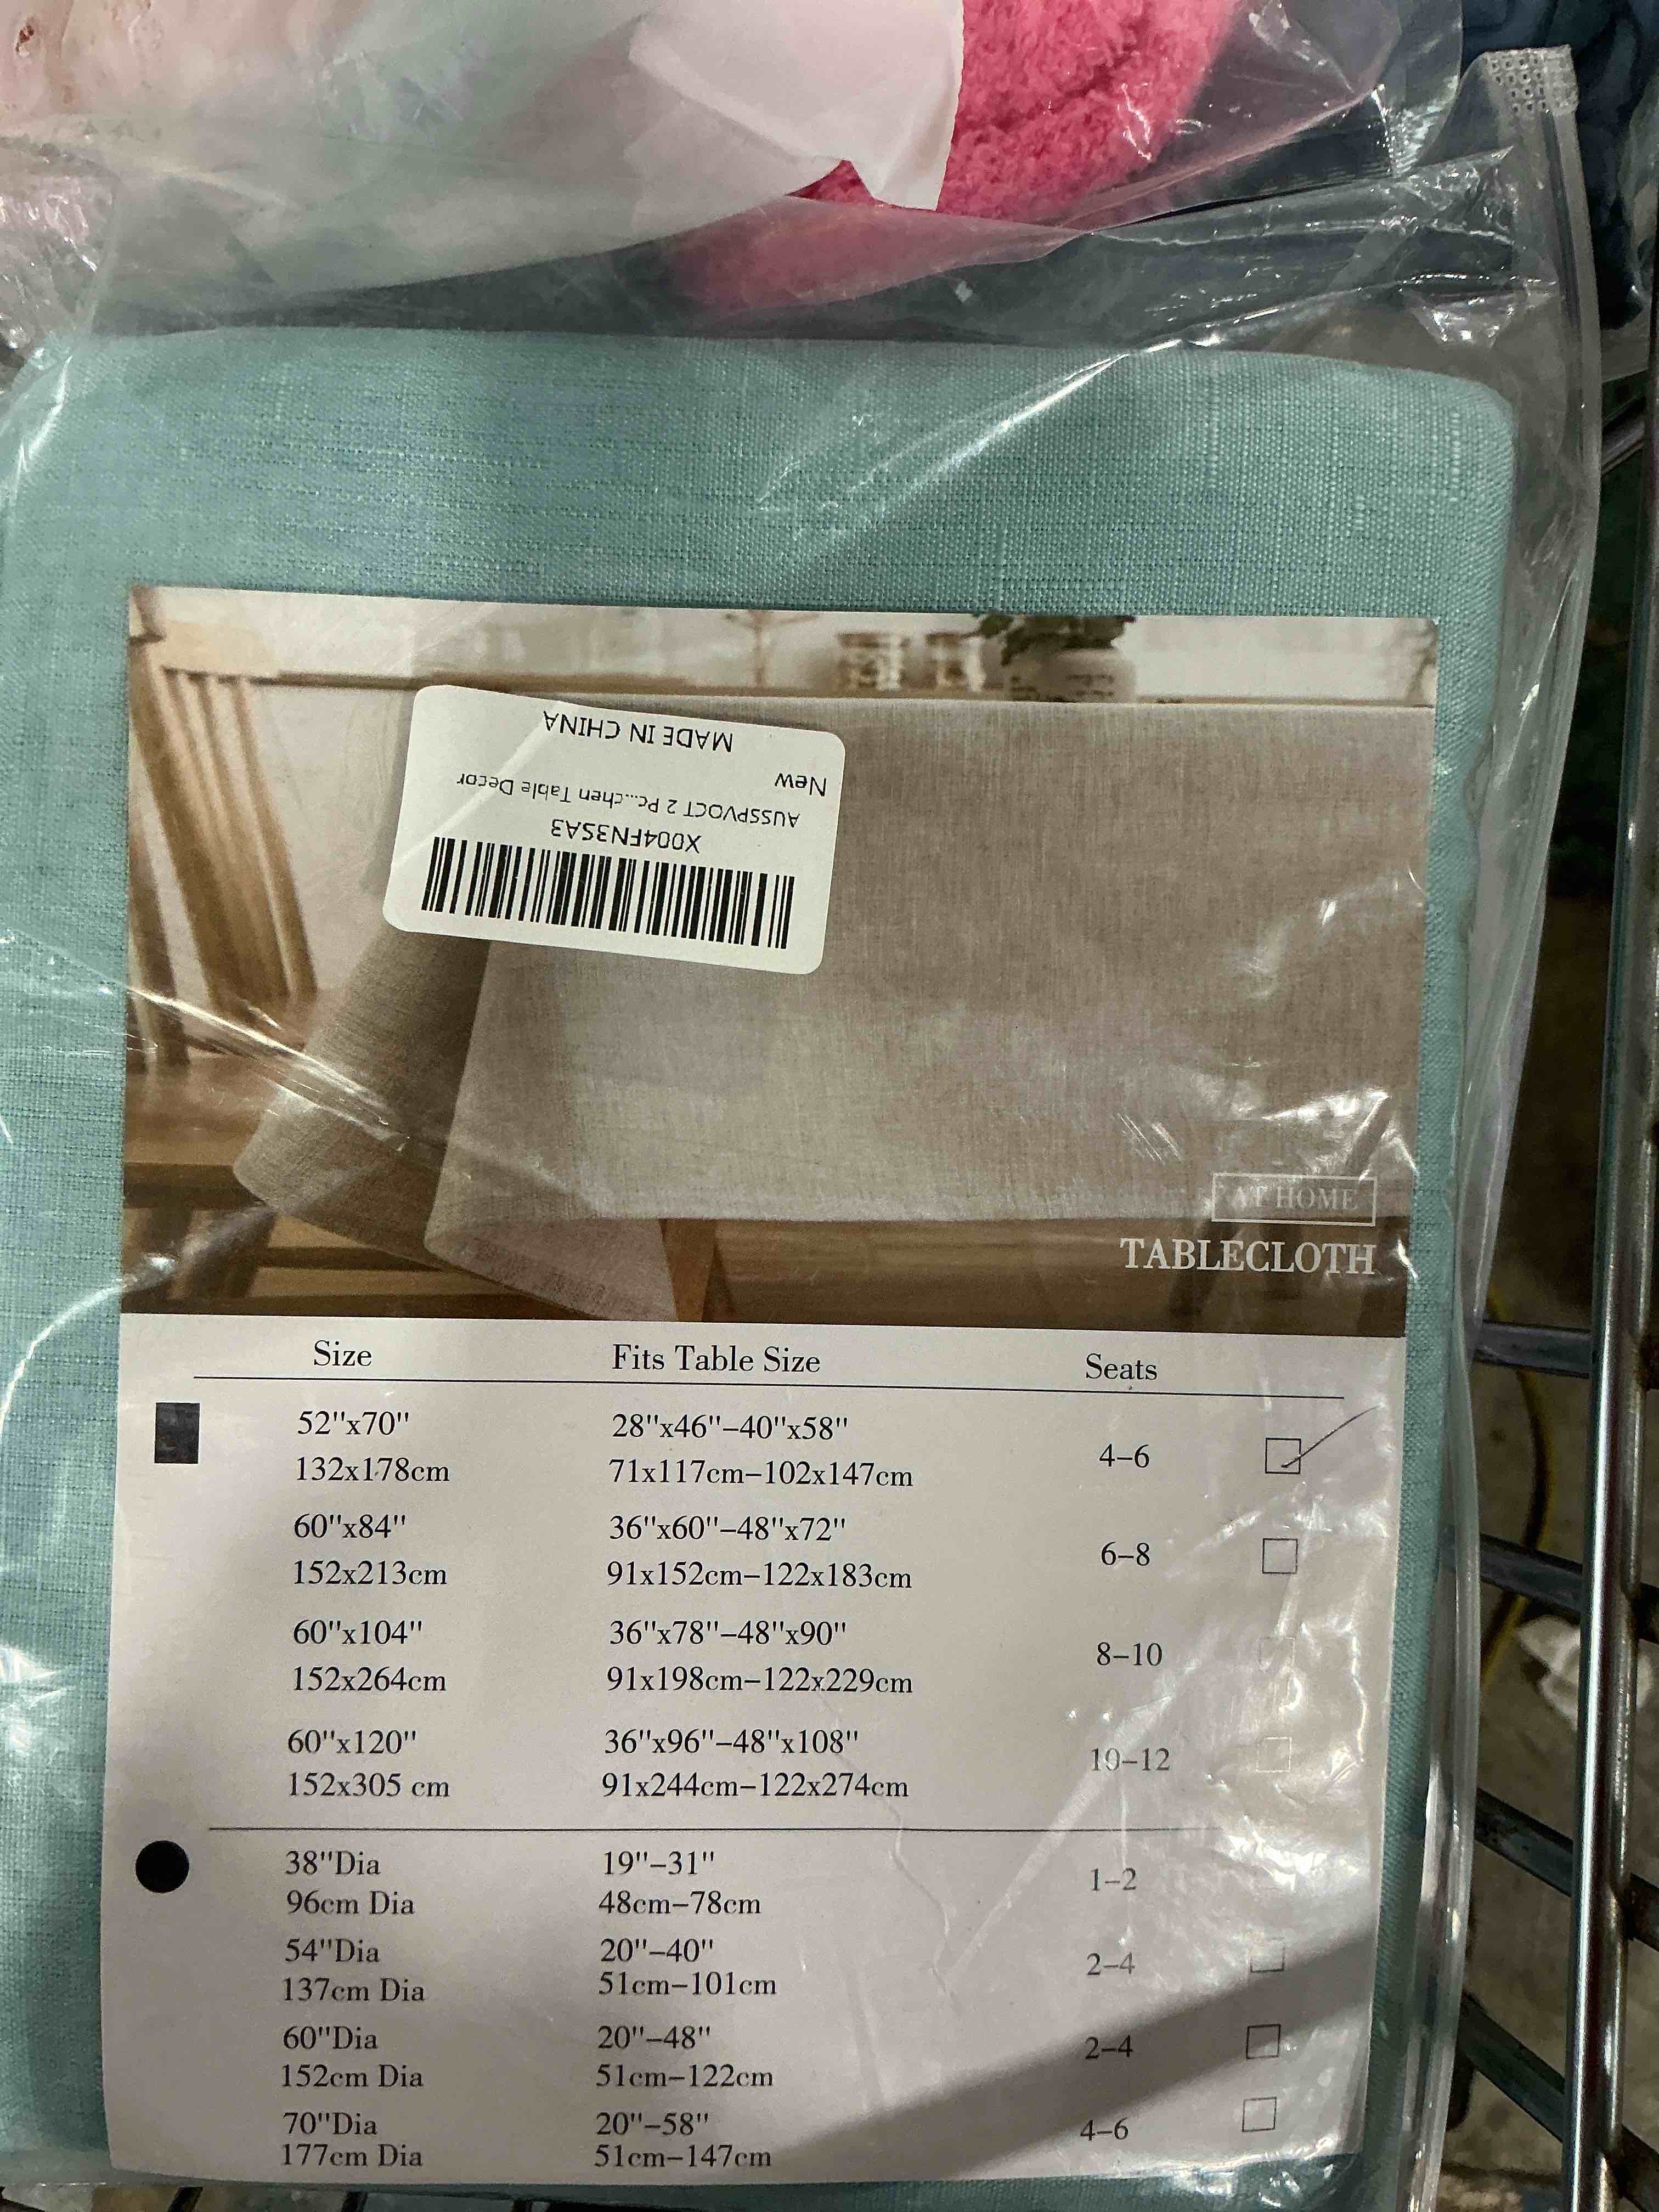 MADE IN CHINA
New
AUSSPVOCT 2 Pc...chen Table Decor
X004FN3SA3
AT HOME
TABLECLOTH
Size Fits Table Size Seats
52"x70" 28"x46"–40"x58"
132x178cm 71x117cm–102x147cm 4–6
60"x84" 36"x60"–48"x72"
152x213cm 91x152cm–122x183cm 6–8
60"x104" 36"x78"–48"x90"
152x264cm 91x198cm–122x229cm 8–10
60"x120" 36"x96"–48"x108"
152x305 cm 91x244cm–122x274cm 10–12
38"Dia 19"–31"
96cm Dia 48cm–78cm 1–2
54"Dia 20"–40"
137cm Dia 51cm–101cm 2–4
60"Dia 20"–48"
152cm Dia 51cm–122cm 2–4
70"Dia 20"–58"
177cm Dia 51cm–147cm 4–6